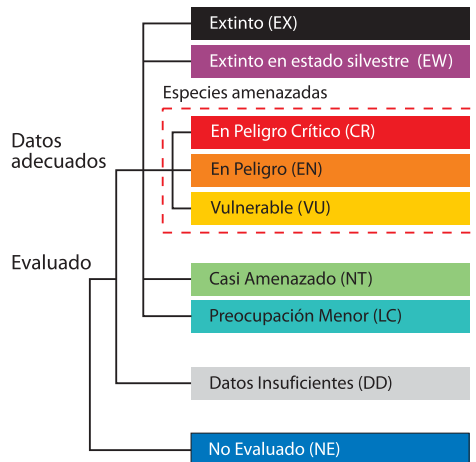 Extinto (EX)
Extinto en estado silvestre (EW)
Especies amenazadas
En Peligro Crítico (CR)
Datos
adecuados
En Peligro (EN)
Vulnerable (VU)
Evaluado
Casi Amenazado (NT)
Preocupación Menor (LC)
Datos Insuficientes (DD)
No Evaluado (NE)